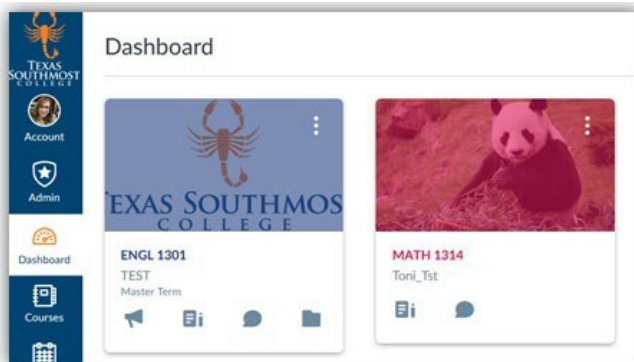 TEXAS
SOUTHMOST
COLLEGE
Account
Admin
Dashboard
Courses
Dashboard
TEXAS SOUTHMOS
COLLEGE
ENGL 1301
TEST
Master Term
MATH 1314
Toni_Tst